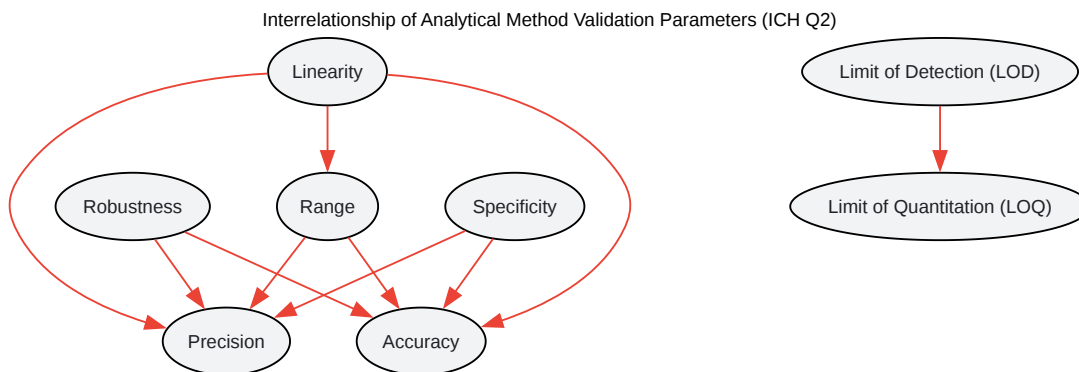 Interrelationship of Analytical Method Validation Parameters (ICH Q2)
Linearity
Limit of Detection (LOD)
Robustness
Range
Specificity
Limit of Quantitation (LOQ)
Precision
Accuracy